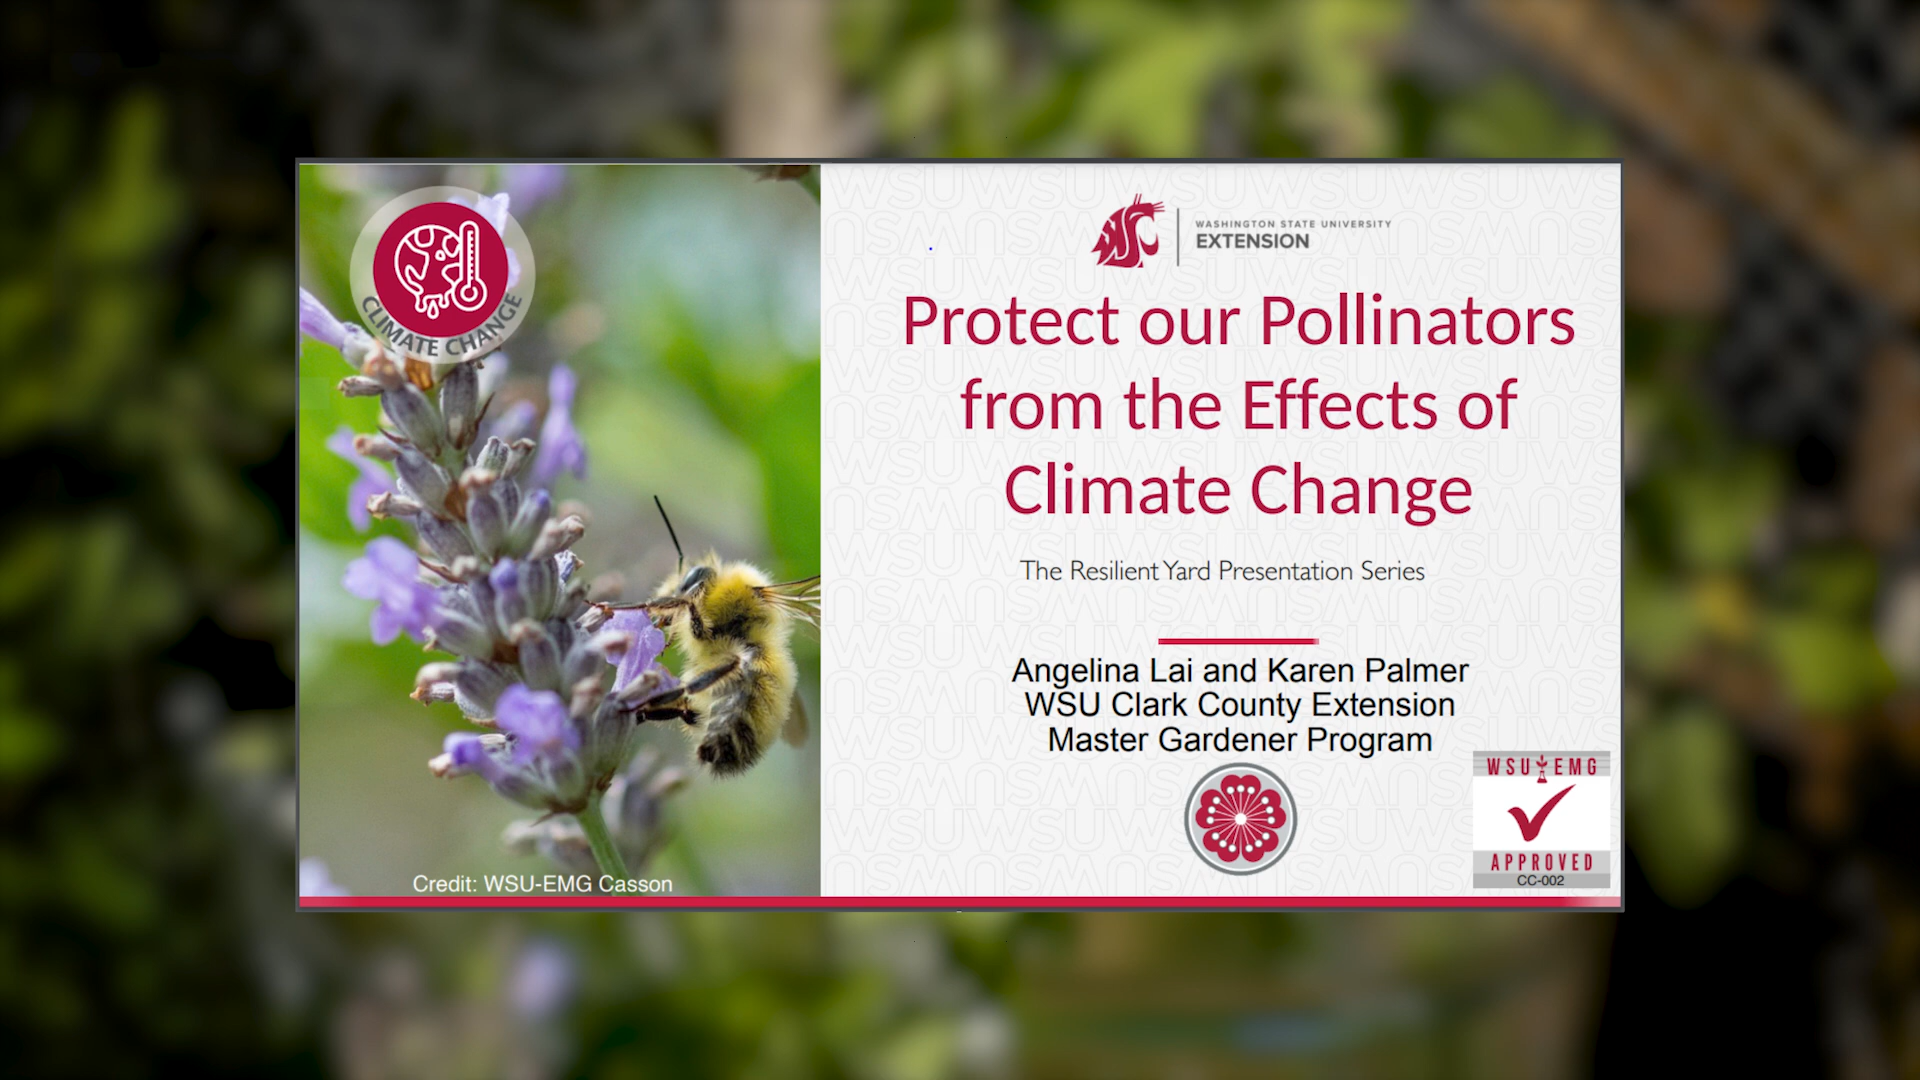 CLIMATE CHANGE
Credit: WSU-EMG Casson
WASHINGTON STATE UNIVERSITY
EXTENSION
Protect our Pollinators
from the Effects of
Climate Change
The Resilient Yard Presentation Series
Angelina Lai and Karen Palmer
WSU Clark County Extension
Master Gardener Program
WSU EMG
APPROVED
CC-002